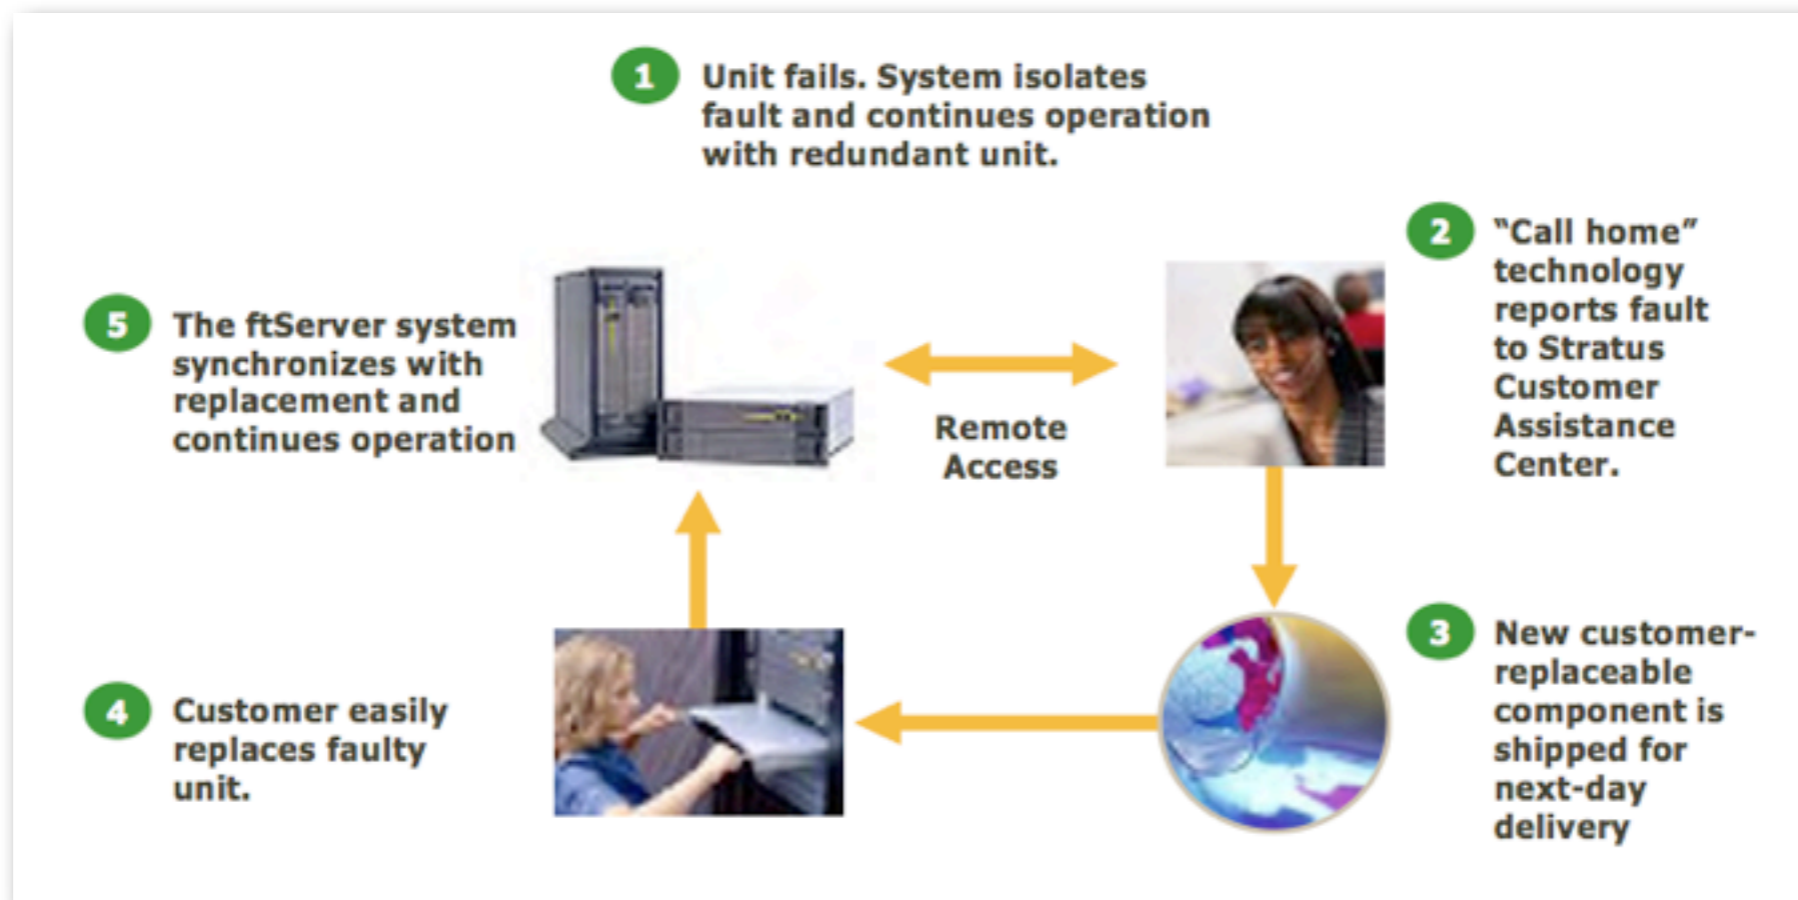 1
Unit fails. System isolates
fault and continues operation
with redundant unit.
2
“Call home”
technology
reports fault
to Stratus
Customer
Assistance
Center.
5
The ftServer system
synchronizes with
replacement and
continues operation
Remote
Access
3
New customer-
replaceable
component is
shipped for
next-day
delivery
4
Customer easily
replaces faulty
unit.